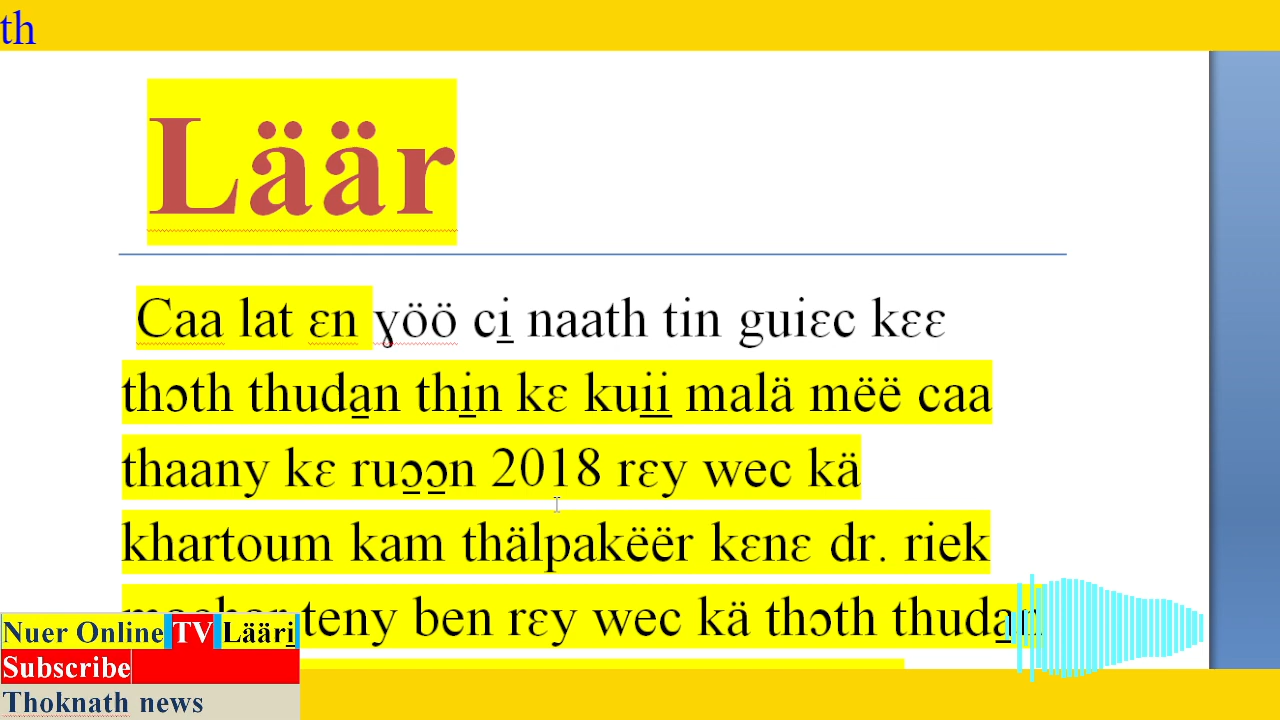 th
Läär
Caa lat ɛn ɣöö ci̱ naath tin guiɛc kɛɛ
thɔth thuda̱n thi̱n kɛ kui̱i̱ malä mëë caa
thaany kɛ ruɔ̱ɔ̱n 2018 rɛy wec kä
khartoum kam thälpakëër kɛnɛ dr. riek
teny ben rɛy wec kä thɔth thuda̱n
Nuer Online TV Lääri̱
Subscribe
Thoknath news